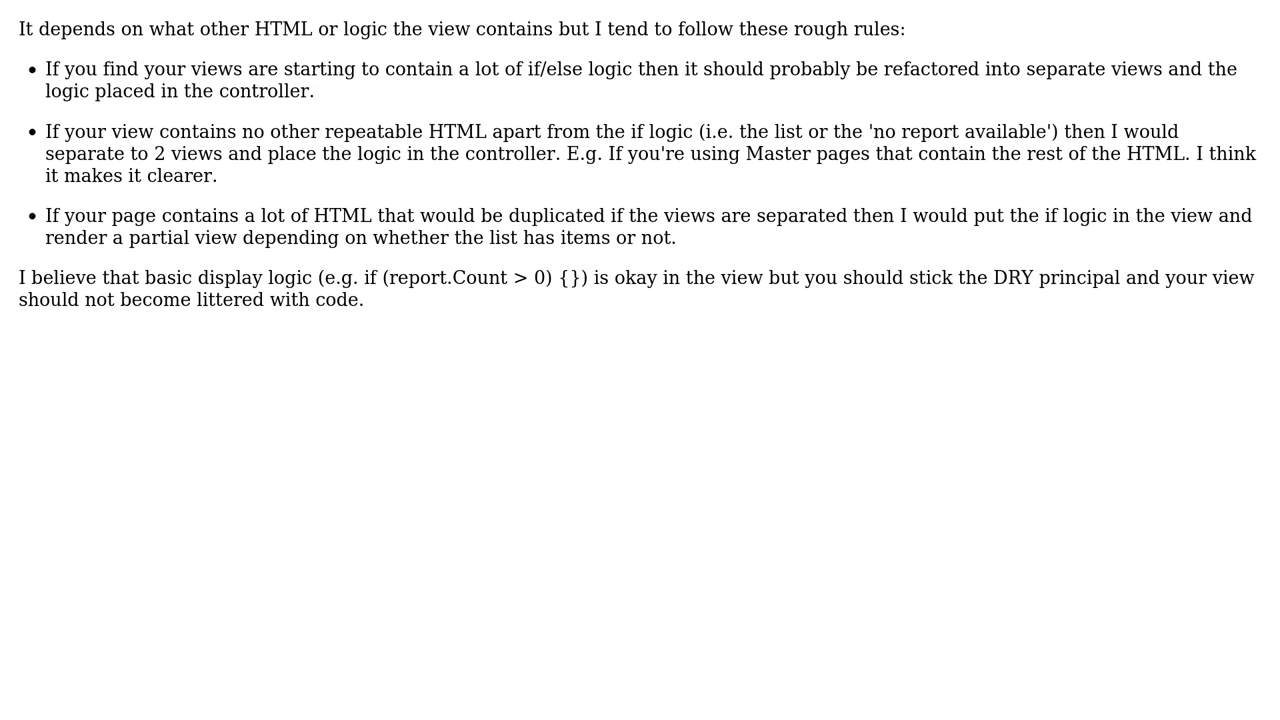 It depends on what other HTML or logic the view contains but I tend to follow these rough rules:
• If you find your views are starting to contain a lot of if/else logic then it should probably be refactored into separate views and the
logic placed in the controller.
• If your view contains no other repeatable HTML apart from the if logic (i.e. the list or the 'no report available') then I would
separate to 2 views and place the logic in the controller. E.g. If you're using Master pages that contain the rest of the HTML. I think
it makes it clearer.
• If your page contains a lot of HTML that would be duplicated if the views are separated then I would put the if logic in the view and
render a partial view depending on whether the list has items or not.
I believe that basic display logic (e.g. if (report.Count > 0) {}) is okay in the view but you should stick the DRY principal and your view
should not become littered with code.